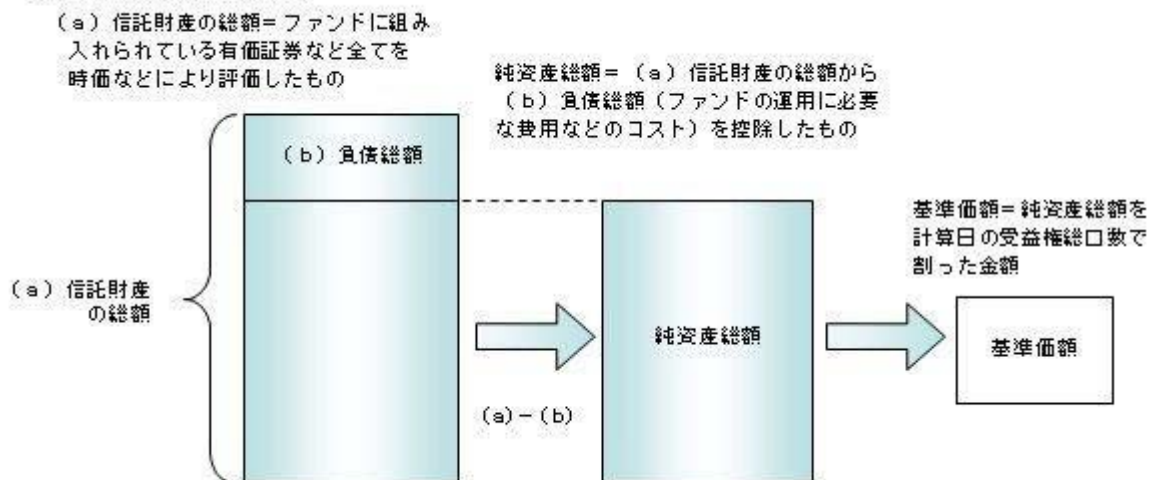 (a)信託財産の総額=ファンドに組み
入れられている有価証券など全てを
時価などにより評価したもの
純資産総額=(a)信託財産の総額から
(b)負債総額(ファンドの運用に必要
な費用などのコスト)を控除したもの
(b)負債総額
基準価額=純資産総額を
計算日の受益権総口数で
割った金額
(a)信託財産
の総額
純資産総額
基準価額
(a)-(b)